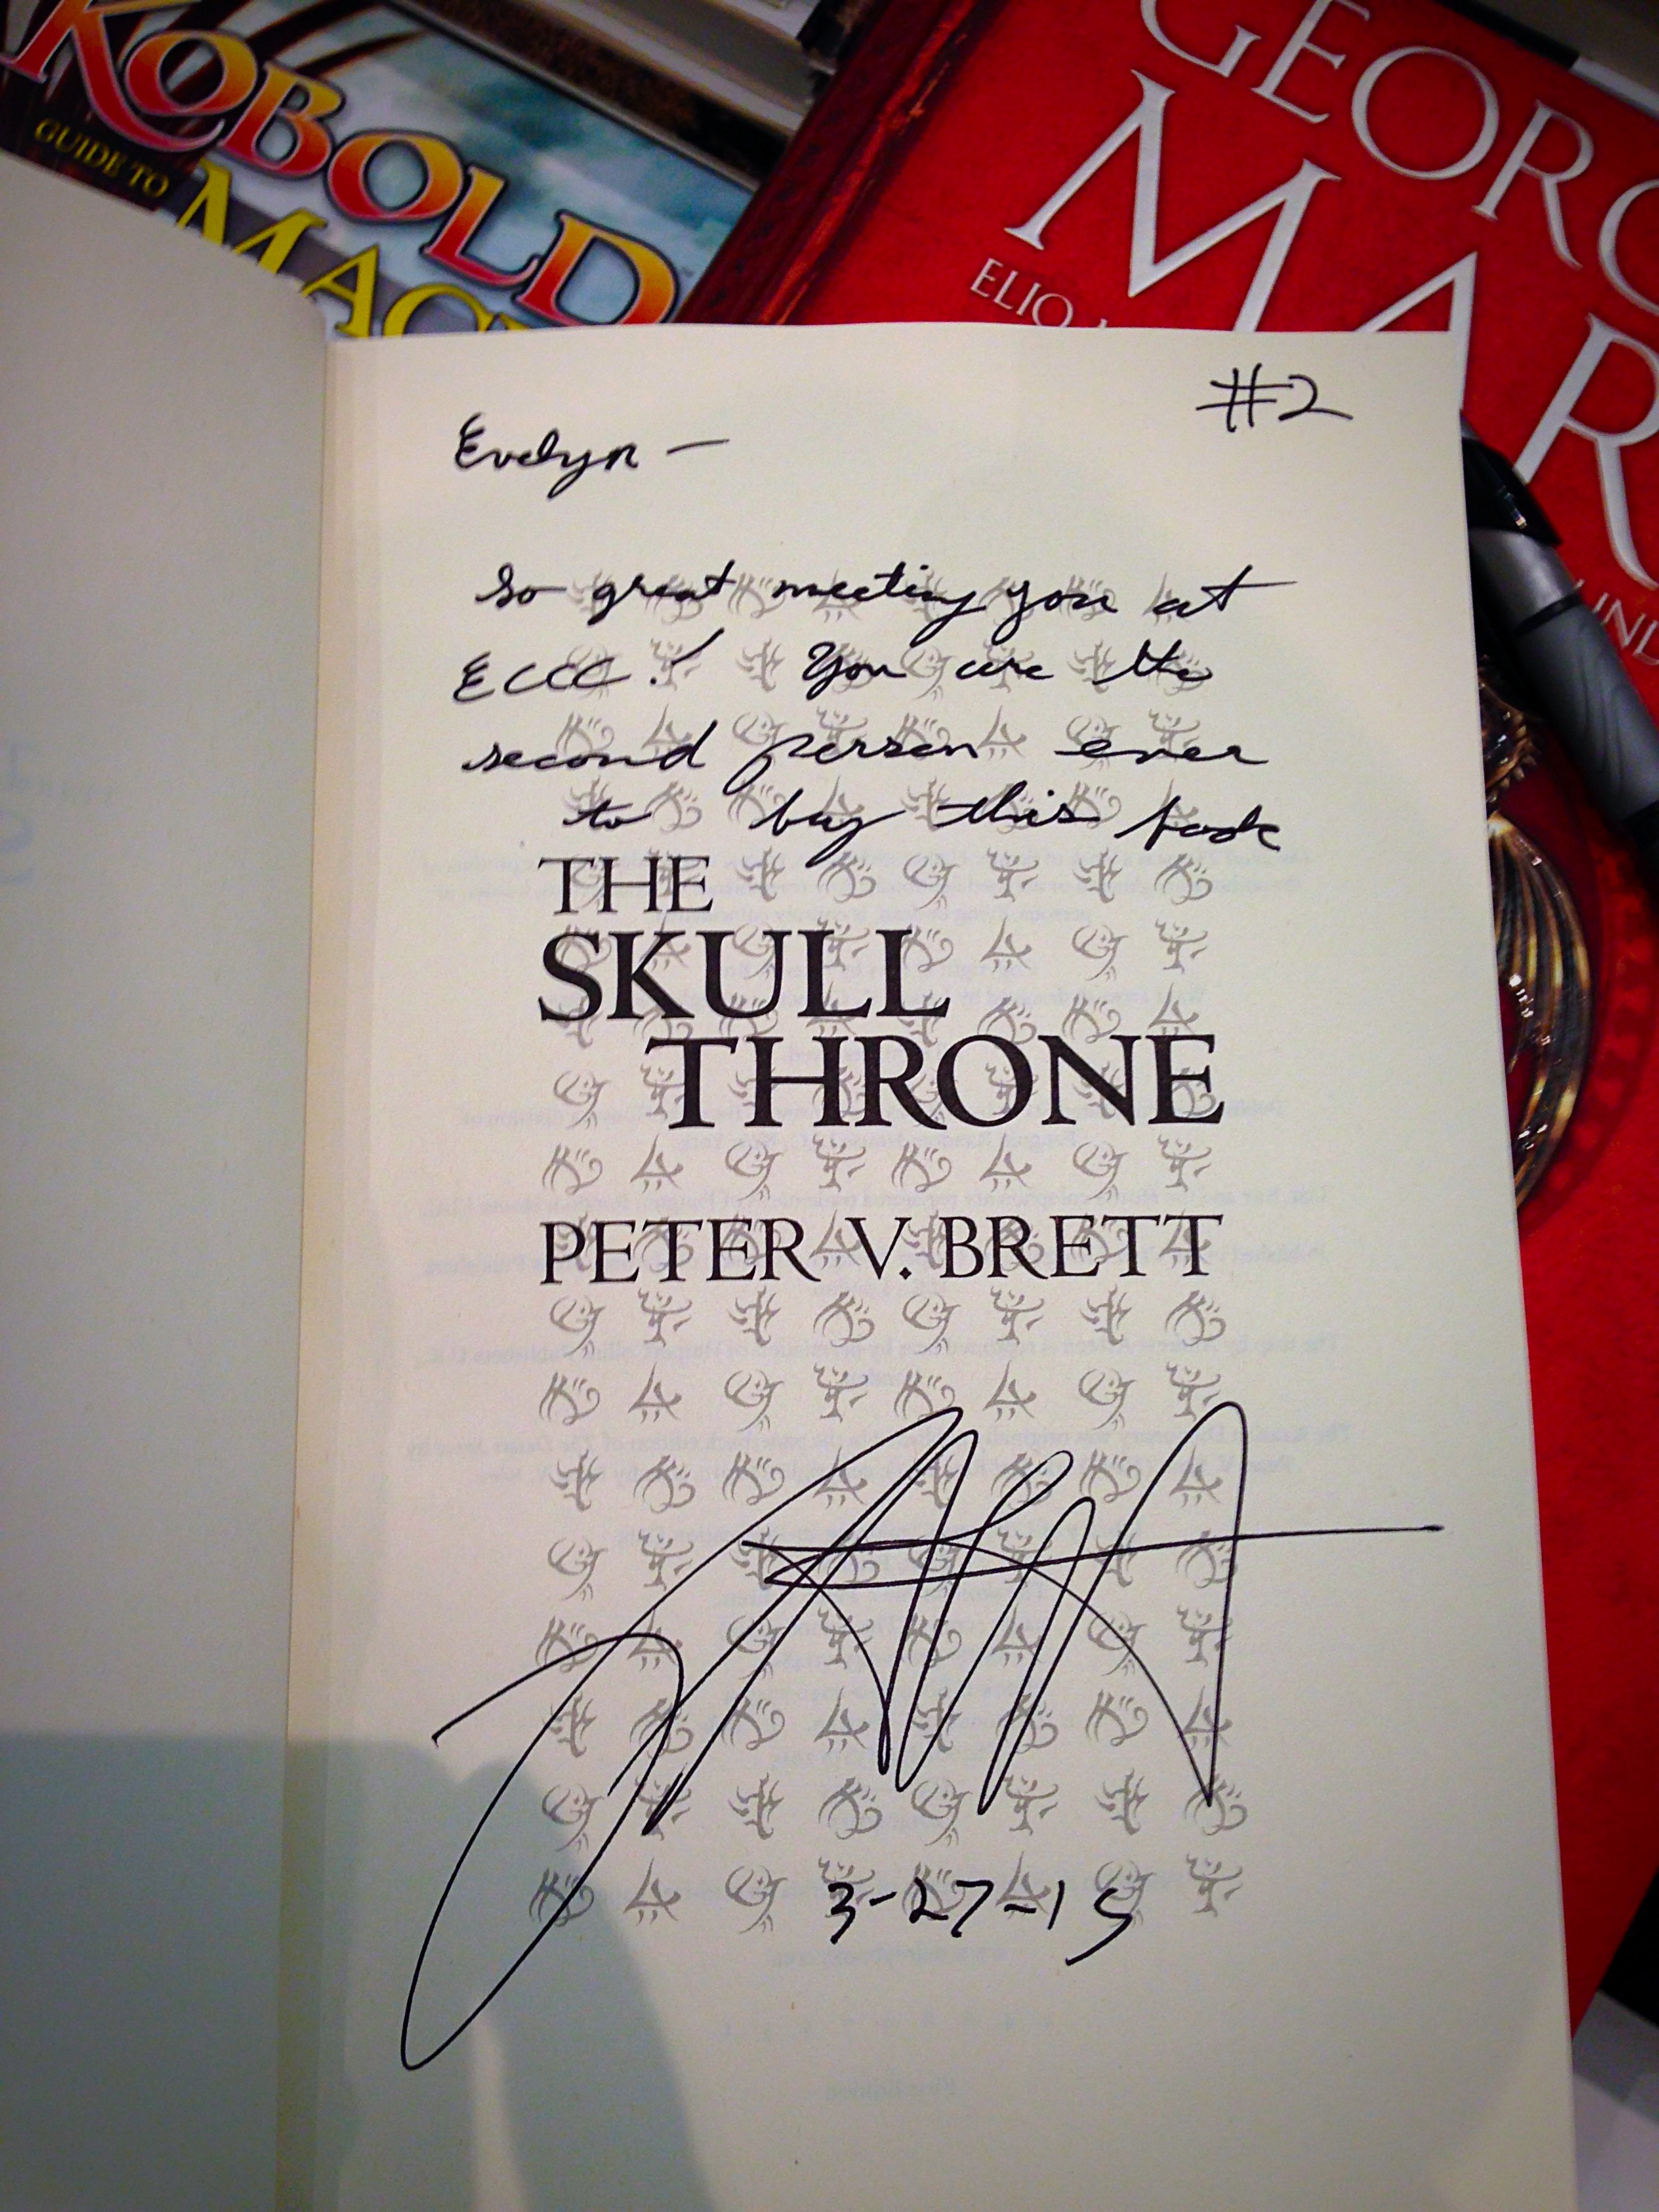 KOBOLD
GUIDE TO
MAG
GEORG
MAR
ELIO
#2
Evelyn —
So great meeting you at
ECCC! You are the
second person ever
to buy this book
THE
SKULL
THRONE
PETER V. BRETT
3-27-15